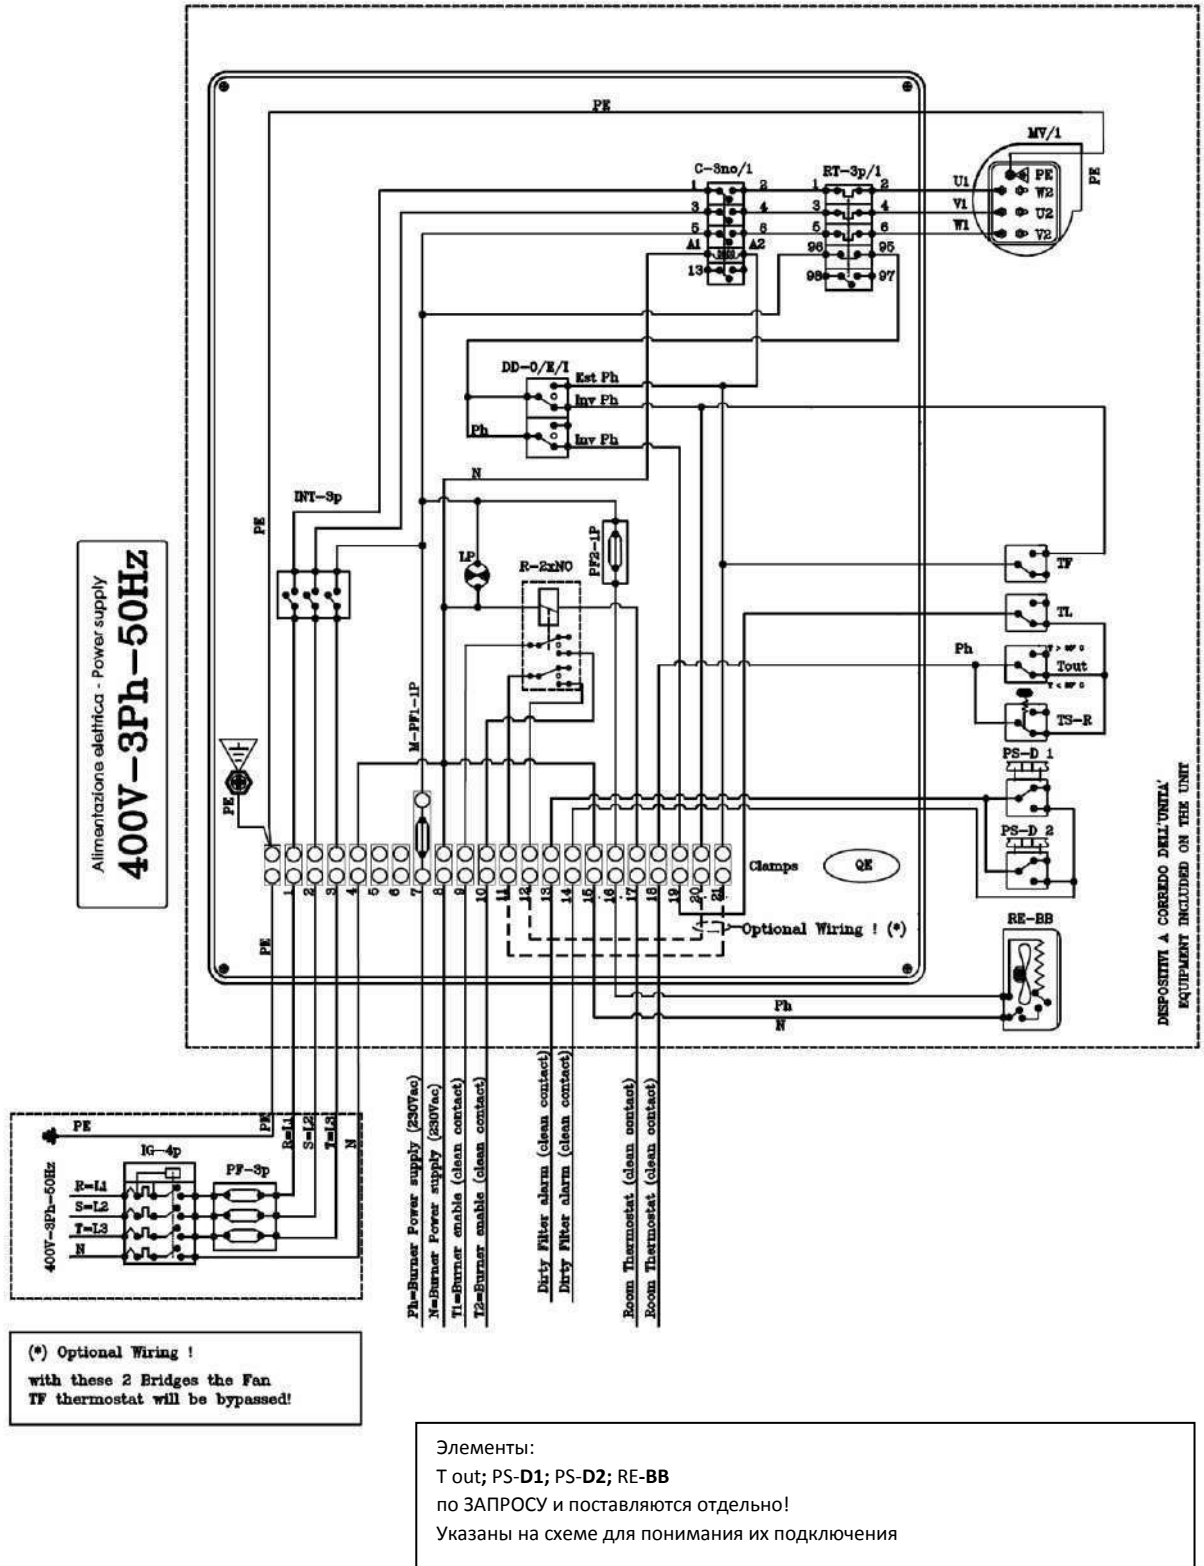 PE
MV/1
C-3no/1
RT-3p/1
1 2 1 2
U1
PE
W2
PE
3 4 3 4
V1
U2
5 6 5 6
W1
V2
A1 A2 96 95
13 98 97
DD-0/E/I
Est Ph
Inv Ph
Ph
Inv Ph
N
INT-3p
PE
LP
R-2xNO
PF2-1P
TF
TL
Ph
Tout
TS-R
M-PF1-1P
PS-D 1
PS-D 2
PE
Clamps
QE
1 2 3 4 5 6 7 8 9 10 11 12 13 14 15 16 17 18 19 20 21
RE-BB
Optional Wiring ! (*)
PE
Ph
N
Alimentazione elettrica - Power supply
400V-3Ph-50Hz
DISPOSITIVI A CORREDO DELL'UNITA'
EQUIPMENT INCLUDED ON THE UNIT
PE
PE
R=L1
S=L2
T=L3
N
IG-4p
PF-3p
400V-3Ph-50Hz
R=L1
S=L2
T=L3
N
Ph=Burner Power supply (230Vac)
N=Burner Power supply (230Vac)
T1=Burner enable (clean contact)
T2=Burner enable (clean contact)
Dirty Filter alarm (clean contact)
Dirty Filter alarm (clean contact)
Room Thermostat (clean contact)
Room Thermostat (clean contact)
(*) Optional Wiring !
with these 2 Bridges the Fan
TF thermostat will be bypassed!
Элементы:
T out; PS-D1; PS-D2; RE-BB
по ЗАПРОСУ и поставляются отдельно!
Указаны на схеме для понимания их подключения